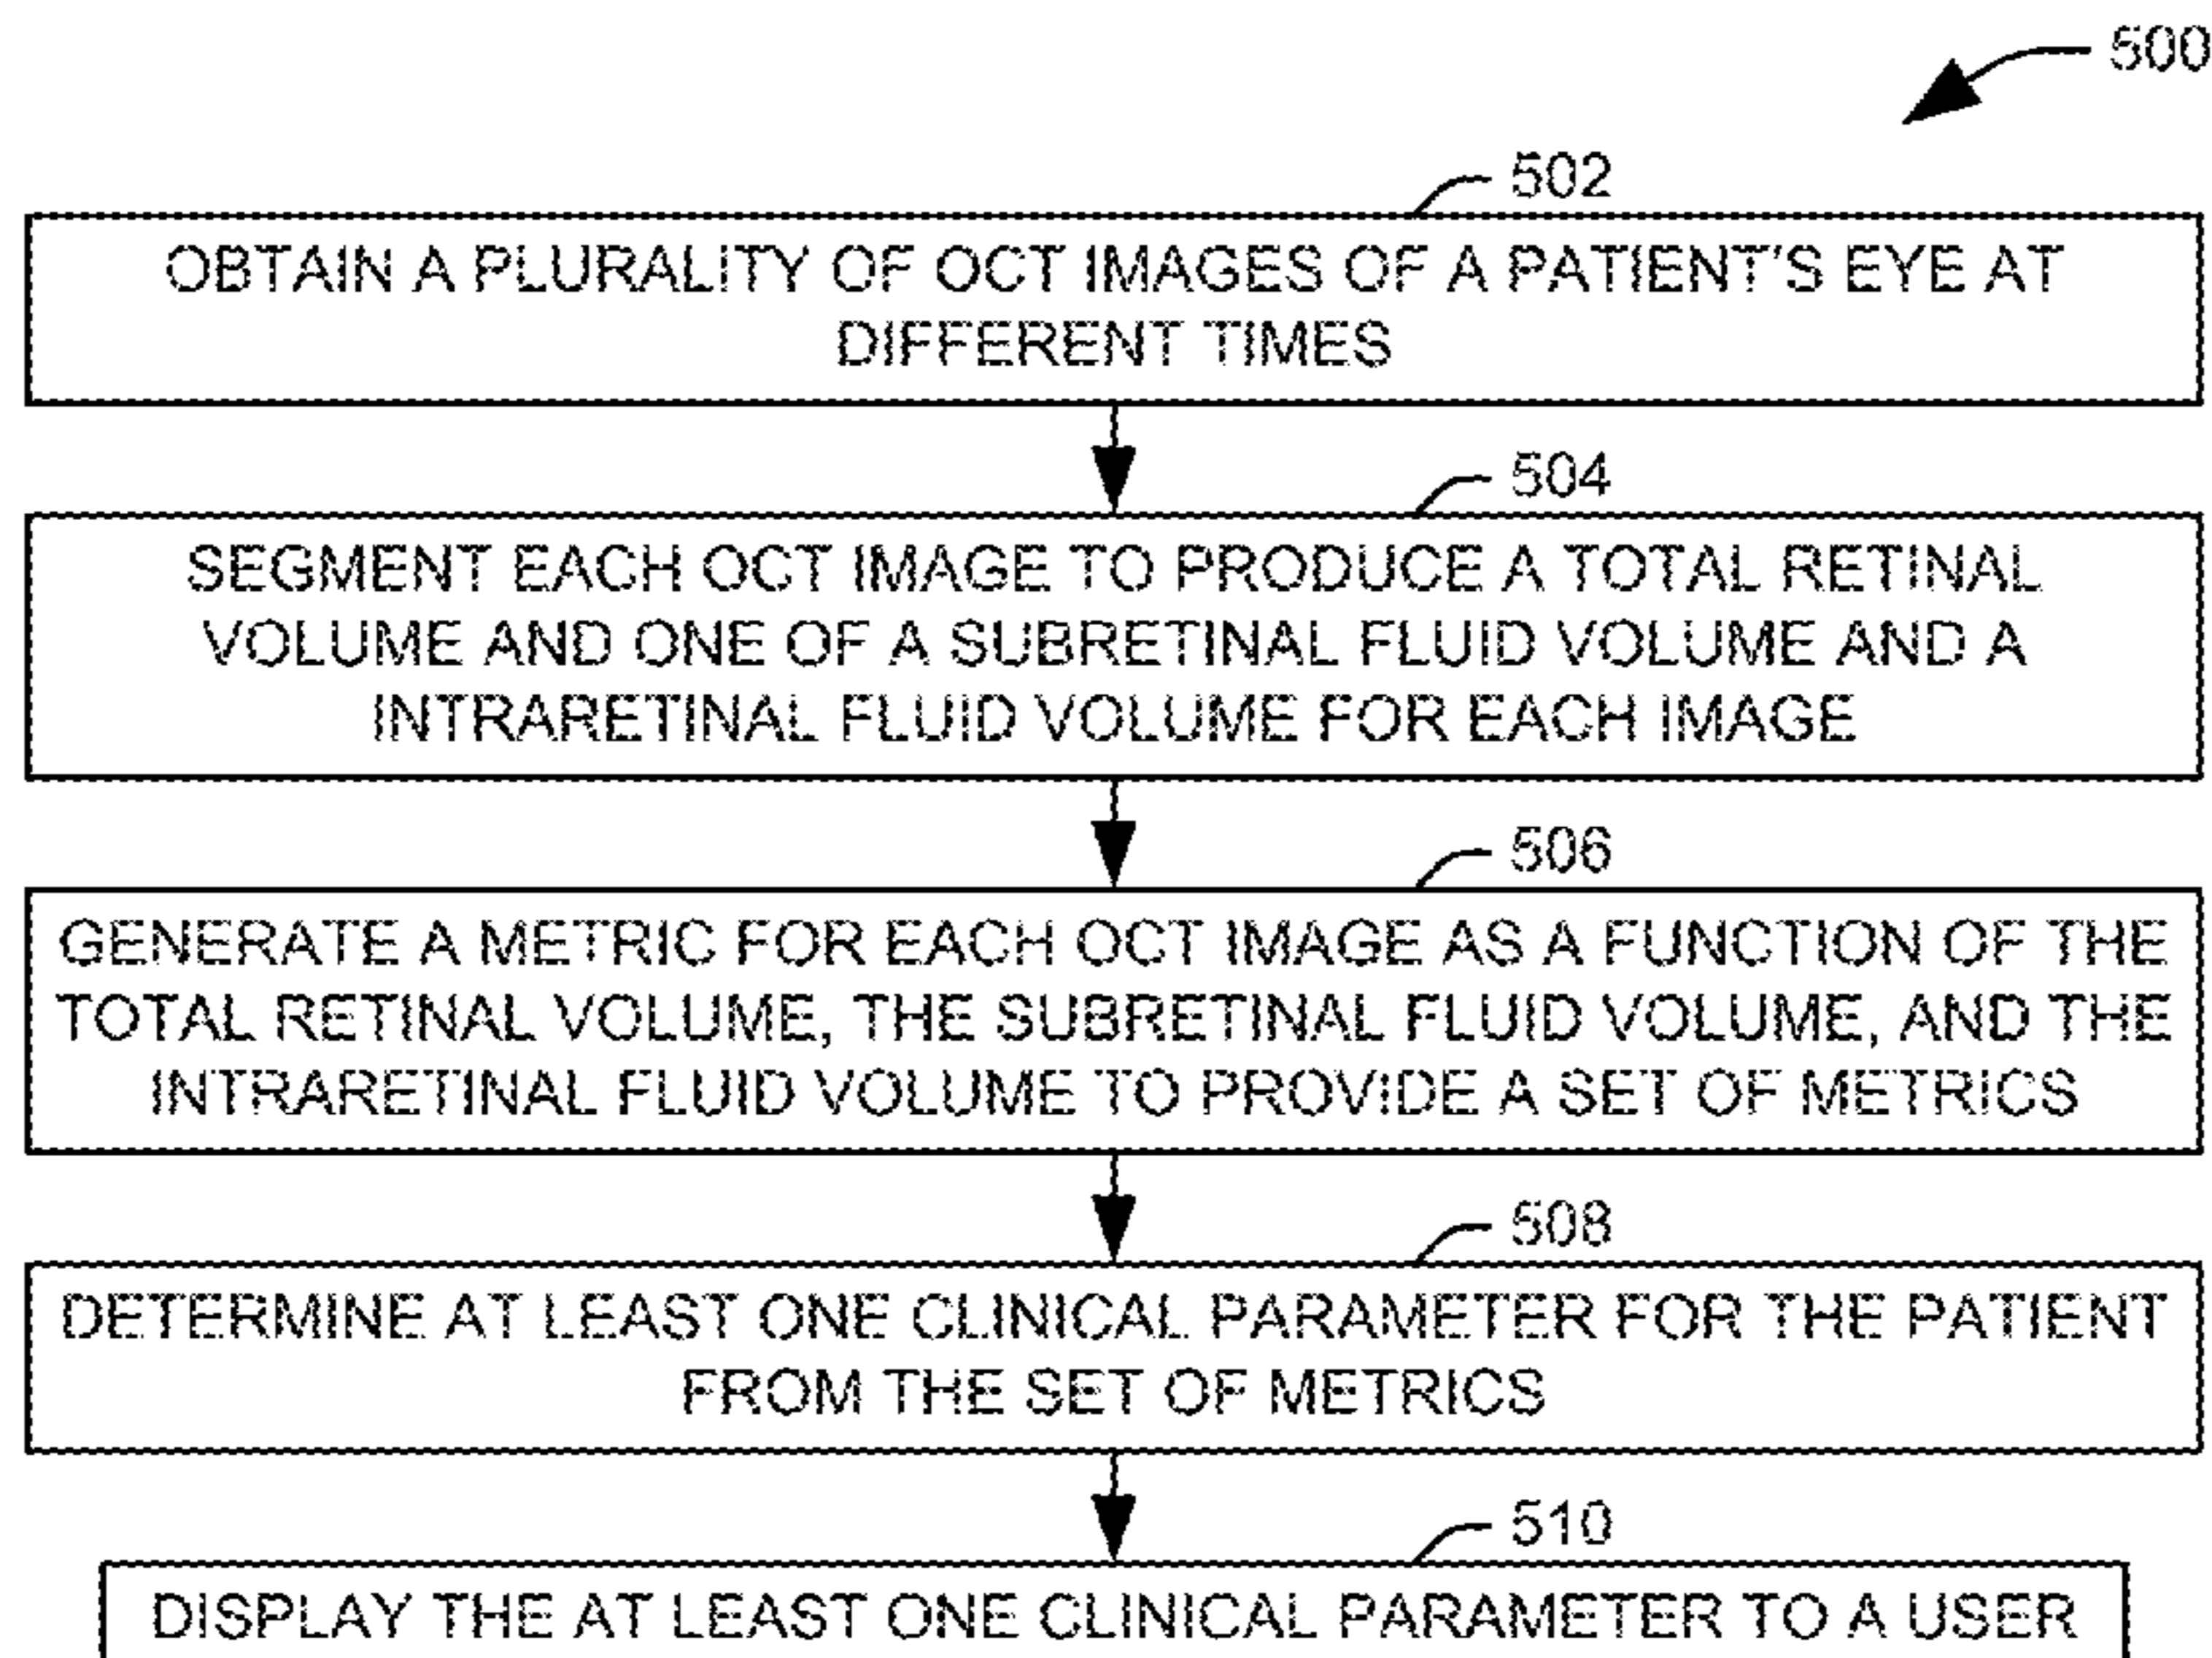 500
502
OBTAIN A PLURALITY OF OCT IMAGES OF A PATIENT'S EYE AT
DIFFERENT TIMES
504
SEGMENT EACH OCT IMAGE TO PRODUCE A TOTAL RETINAL
VOLUME AND ONE OF A SUBRETINAL FLUID VOLUME AND A
INTRARETINAL FLUID VOLUME FOR EACH IMAGE
506
GENERATE A METRIC FOR EACH OCT IMAGE AS A FUNCTION OF THE
TOTAL RETINAL VOLUME, THE SUBRETINAL FLUID VOLUME, AND THE
INTRARETINAL FLUID VOLUME TO PROVIDE A SET OF METRICS
508
DETERMINE AT LEAST ONE CLINICAL PARAMETER FOR THE PATIENT
FROM THE SET OF METRICS
510
DISPLAY THE AT LEAST ONE CLINICAL PARAMETER TO A USER